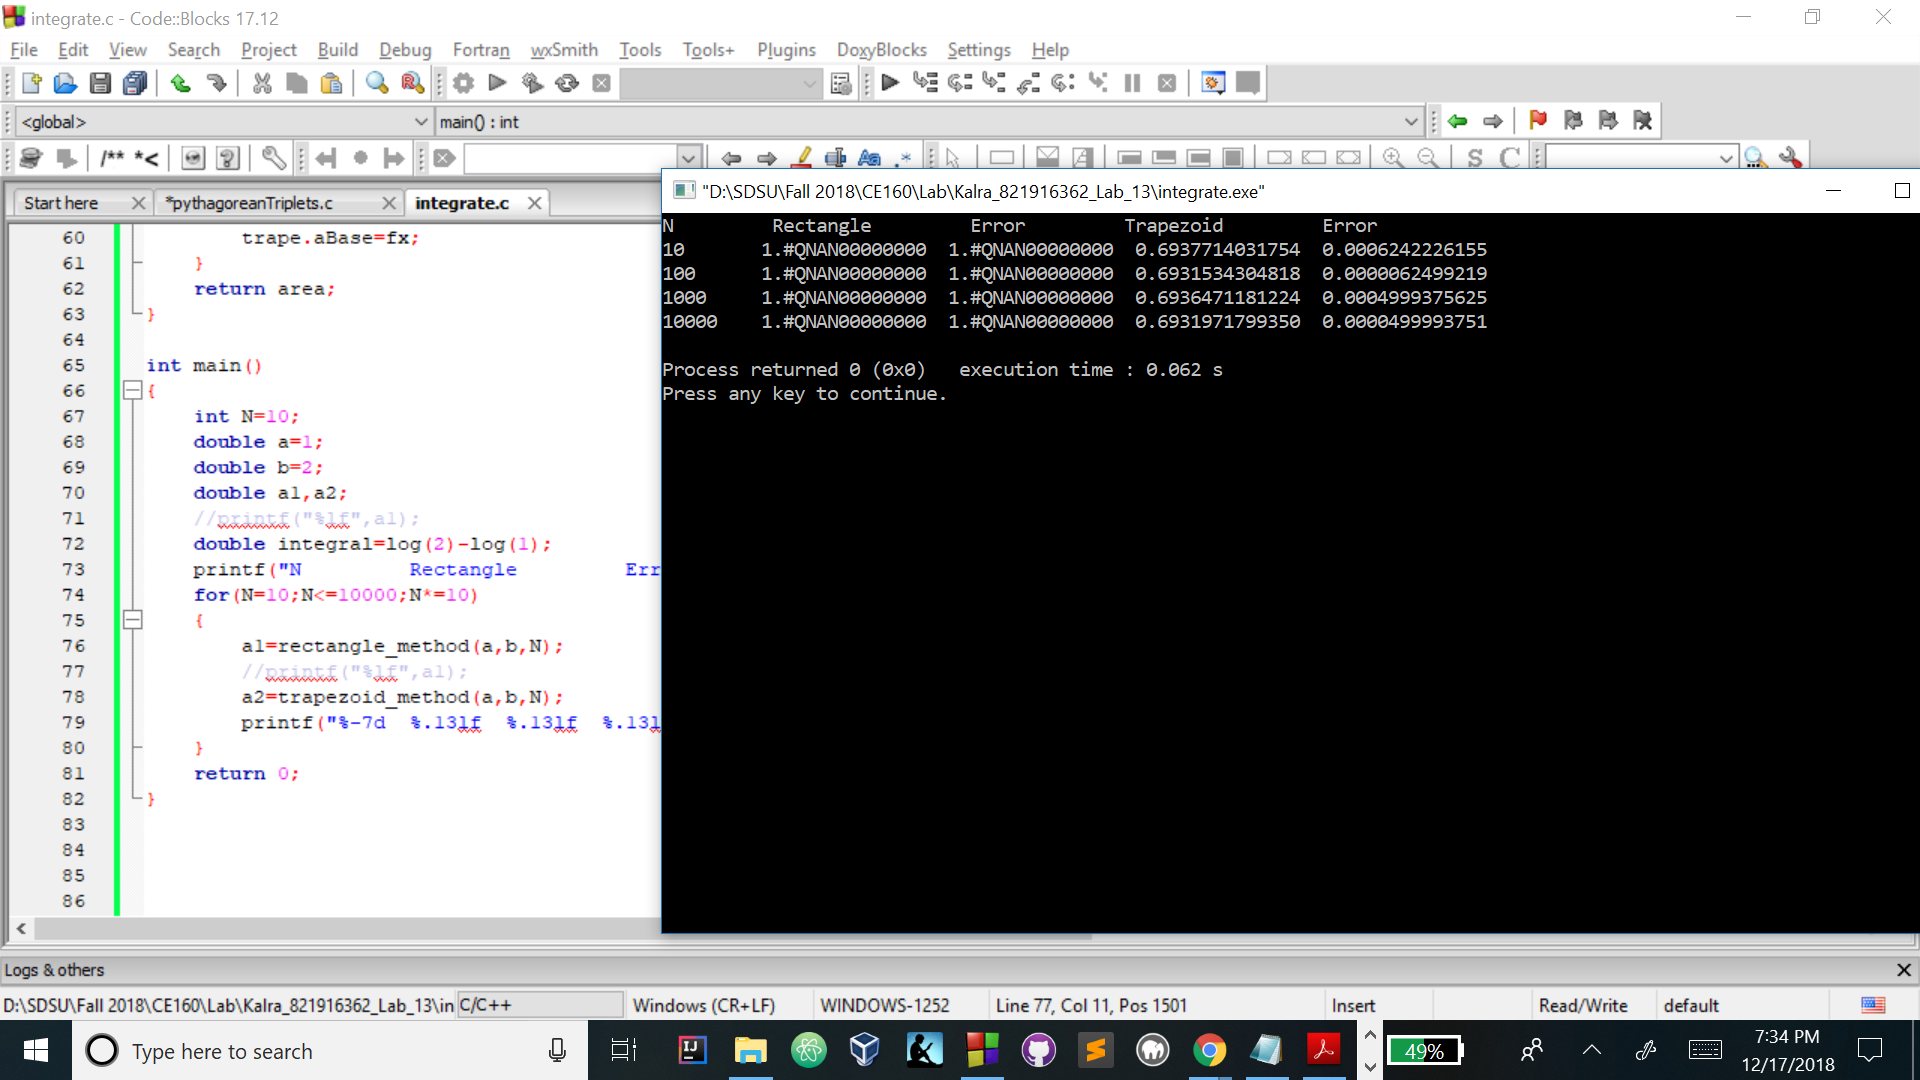 integrate.c - Code::Blocks 17.12
File Edit View Search Project Build Debug Fortran wxSmith Tools Tools+ Plugins DoxyBlocks Settings Help
<global> main() : int
/** *<
Start here *pythagoreanTriplets.c integrate.c
"D:\SDSU\Fall 2018\CE160\Lab\Kalra_821916362_Lab_13\integrate.exe"
60 trape.aBase=fx;
61 }
62 return area;
63 }
64
65 int main()
66 {
67 int N=10;
68 double a=1;
69 double b=2;
70 double a1,a2;
71 //printf("%lf",a1);
72 double integral=log(2)-log(1);
73 printf("N Rectangle Err
74 for(N=10;N<=10000;N*=10)
75 {
76 a1=rectangle_method(a,b,N);
77 //printf("%lf",a1);
78 a2=trapezoid_method(a,b,N);
79 printf("%-7d %.13lf %.13lf %.13l
80 }
81 return 0;
82 }
83
84
85
86
N Rectangle Error Trapezoid Error
10 1.#QNAN00000000 1.#QNAN00000000 0.6937714031754 0.0006242226155
100 1.#QNAN00000000 1.#QNAN00000000 0.6931534304818 0.0000062499219
1000 1.#QNAN00000000 1.#QNAN00000000 0.6936471181224 0.0004999375625
10000 1.#QNAN00000000 1.#QNAN00000000 0.6931971799350 0.0000499993751
Process returned 0 (0x0) execution time : 0.062 s
Press any key to continue.
Logs & others
D:\SDSU\Fall 2018\CE160\Lab\Kalra_821916362_Lab_13\in C/C++ Windows (CR+LF) WINDOWS-1252 Line 77, Col 11, Pos 1501 Insert Read/Write default
Type here to search
49%
7:34 PM
12/17/2018